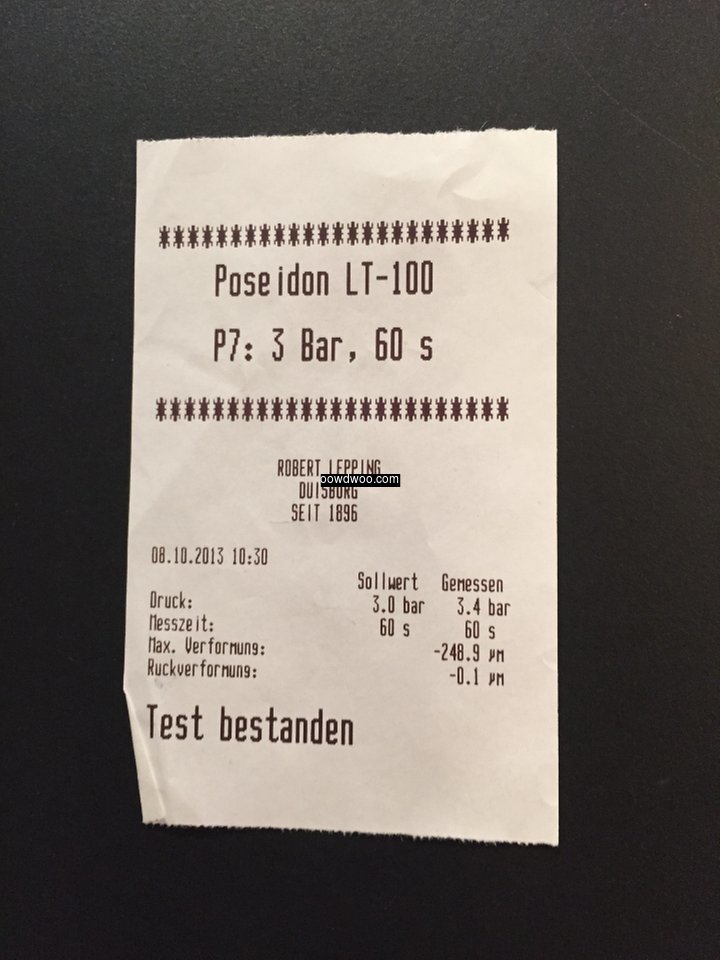 ************************
Poseidon LT-100
P7: 3 Bar, 60 s
************************
ROBERT LEPPING
oowdwoo.com
DUISBURG
SEIT 1896
08.10.2013 10:30
Sollwert Gemessen
Druck: 3.0 bar 3.4 bar
Messzeit: 60 s 60 s
Max. Verformung: -248.9 µm
Ruckverformung: -0.1 µm
Test bestanden